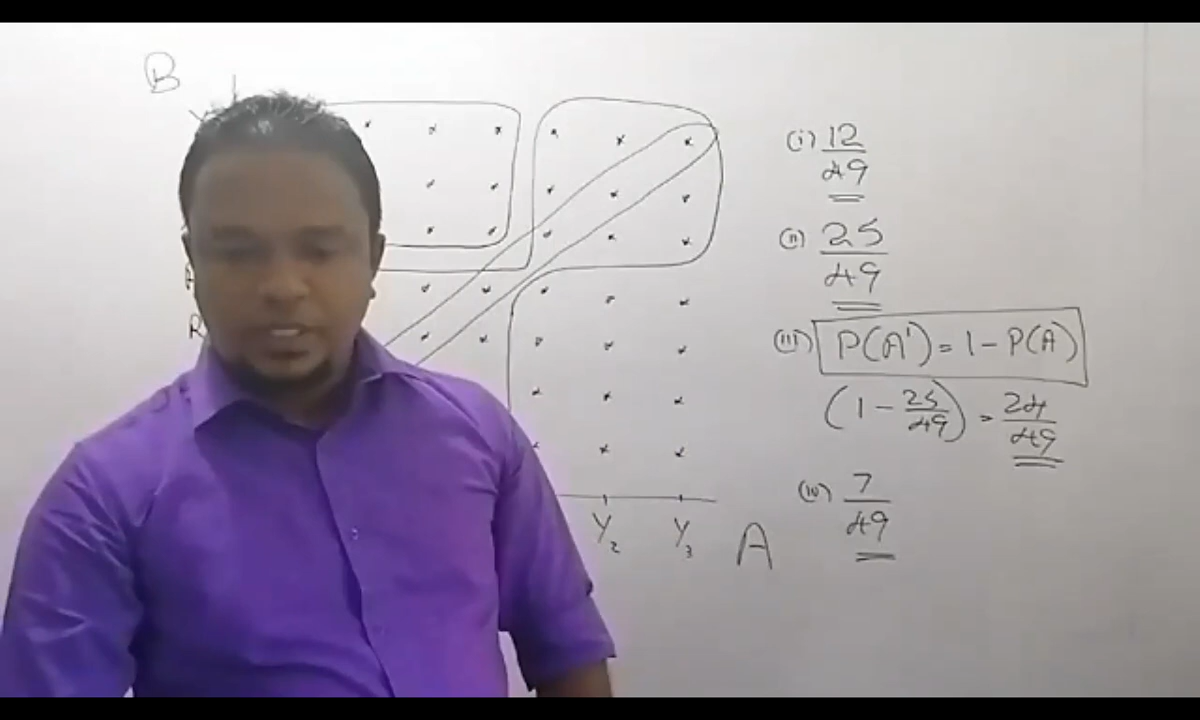 B
R
Y₂ Y₃ A
(i) 12/49
(ii) 25/49
(iii) P(A') = 1 - P(A)
(1 - 25/49) = 24/49
(iv) 7/49